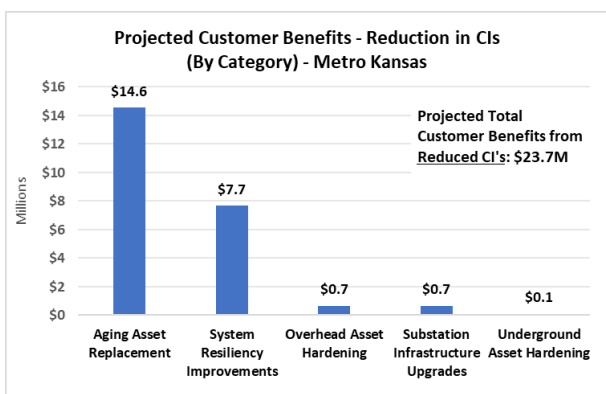 Projected Customer Benefits - Reduction in CIs
(By Category) - Metro Kansas
$16
$14
$12
$10
$8
$6
$4
$2
$0
Millions
$14.6
$7.7
$0.7
$0.7
$0.1
Projected Total
Customer Benefits from
Reduced CI's: $23.7M
Aging Asset
Replacement
System
Resiliency
Improvements
Overhead Asset
Hardening
Substation
Infrastructure
Upgrades
Underground
Asset Hardening